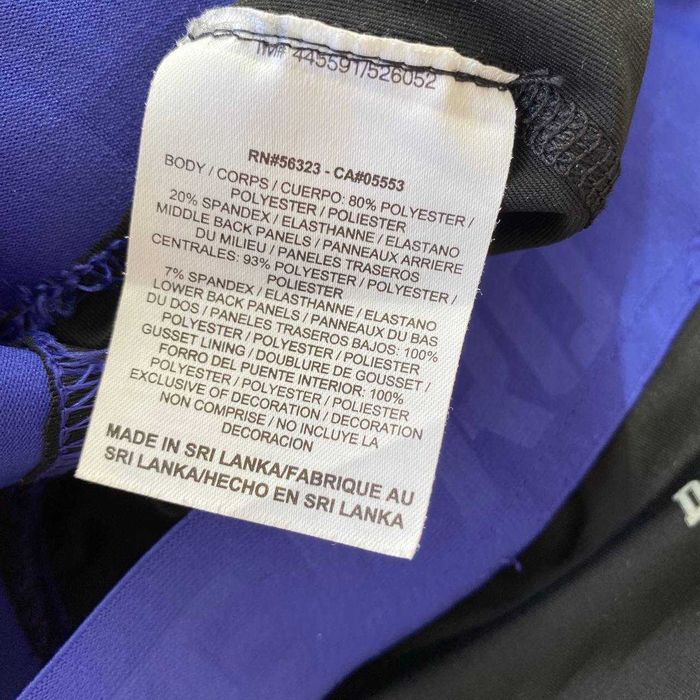 445591/526052
RN#56323 - CA#05553
BODY / CORPS / CUERPO: 80% POLYESTER /
POLYESTER / POLIESTER
20% SPANDEX / ELASTHANNE / ELASTANO
MIDDLE BACK PANELS / PANNEAUX ARRIERE
DU MILIEU / PANELES TRASEROS
CENTRALES: 93% POLYESTER / POLYESTER /
POLIESTER
7% SPANDEX / ELASTHANNE / ELASTANO
LOWER BACK PANELS / PANNEAUX DU BAS
DU DOS / PANELES TRASEROS BAJOS: 100%
POLYESTER / POLYESTER / POLIESTER
GUSSET LINING / DOUBLURE DE GOUSSET /
FORRO DEL PUENTE INTERIOR: 100%
POLYESTER / POLYESTER / POLIESTER
EXCLUSIVE OF DECORATION / DECORATION
NON COMPRISE / NO INCLUYE LA
DECORACION
MADE IN SRI LANKA/FABRIQUE AU
SRI LANKA/HECHO EN SRI LANKA